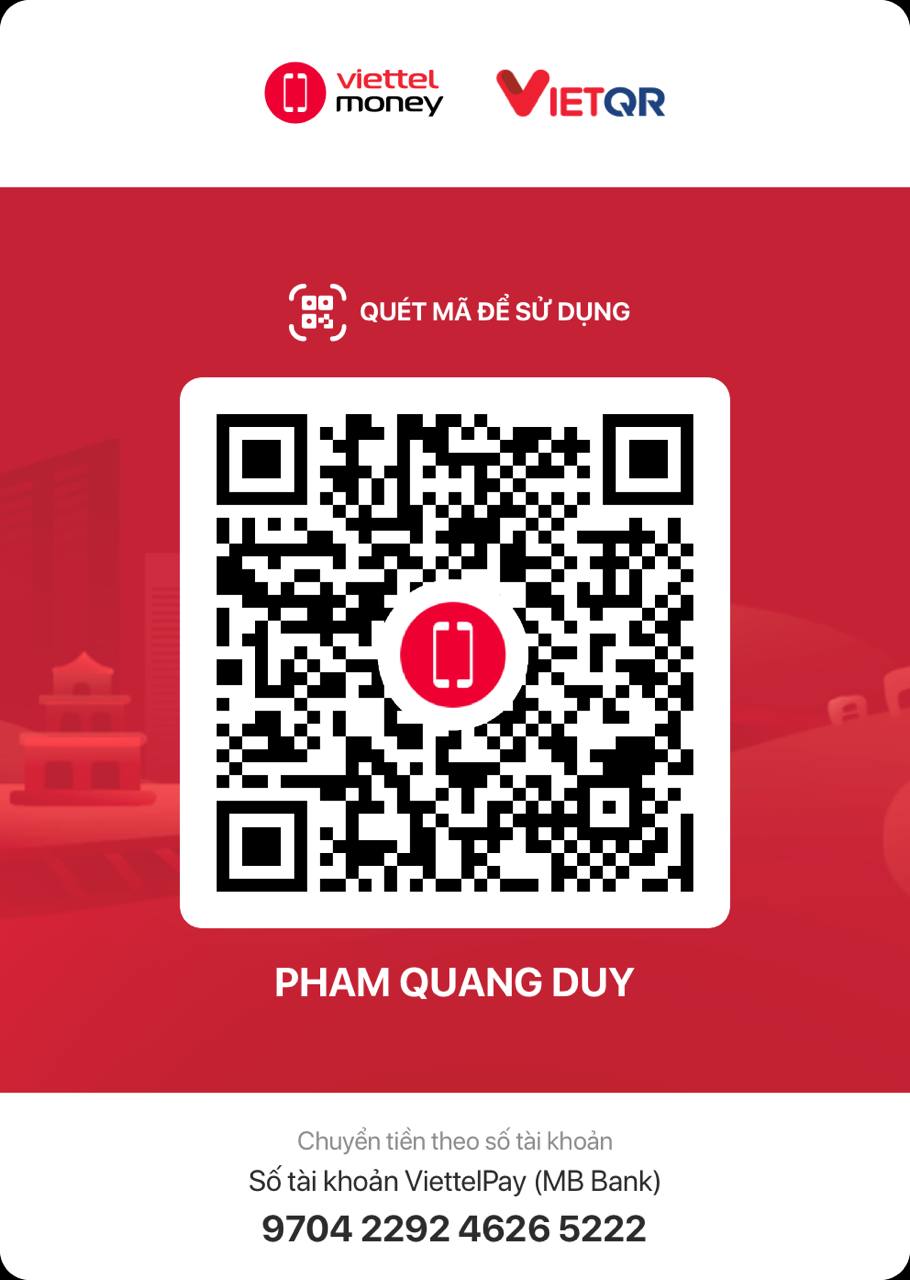 viettel
money
VIETQR
QUÉT MÃ ĐỂ SỬ DỤNG
PHAM QUANG DUY
Chuyển tiền theo số tài khoản
Số tài khoản ViettelPay (MB Bank)
9704 2292 4626 5222